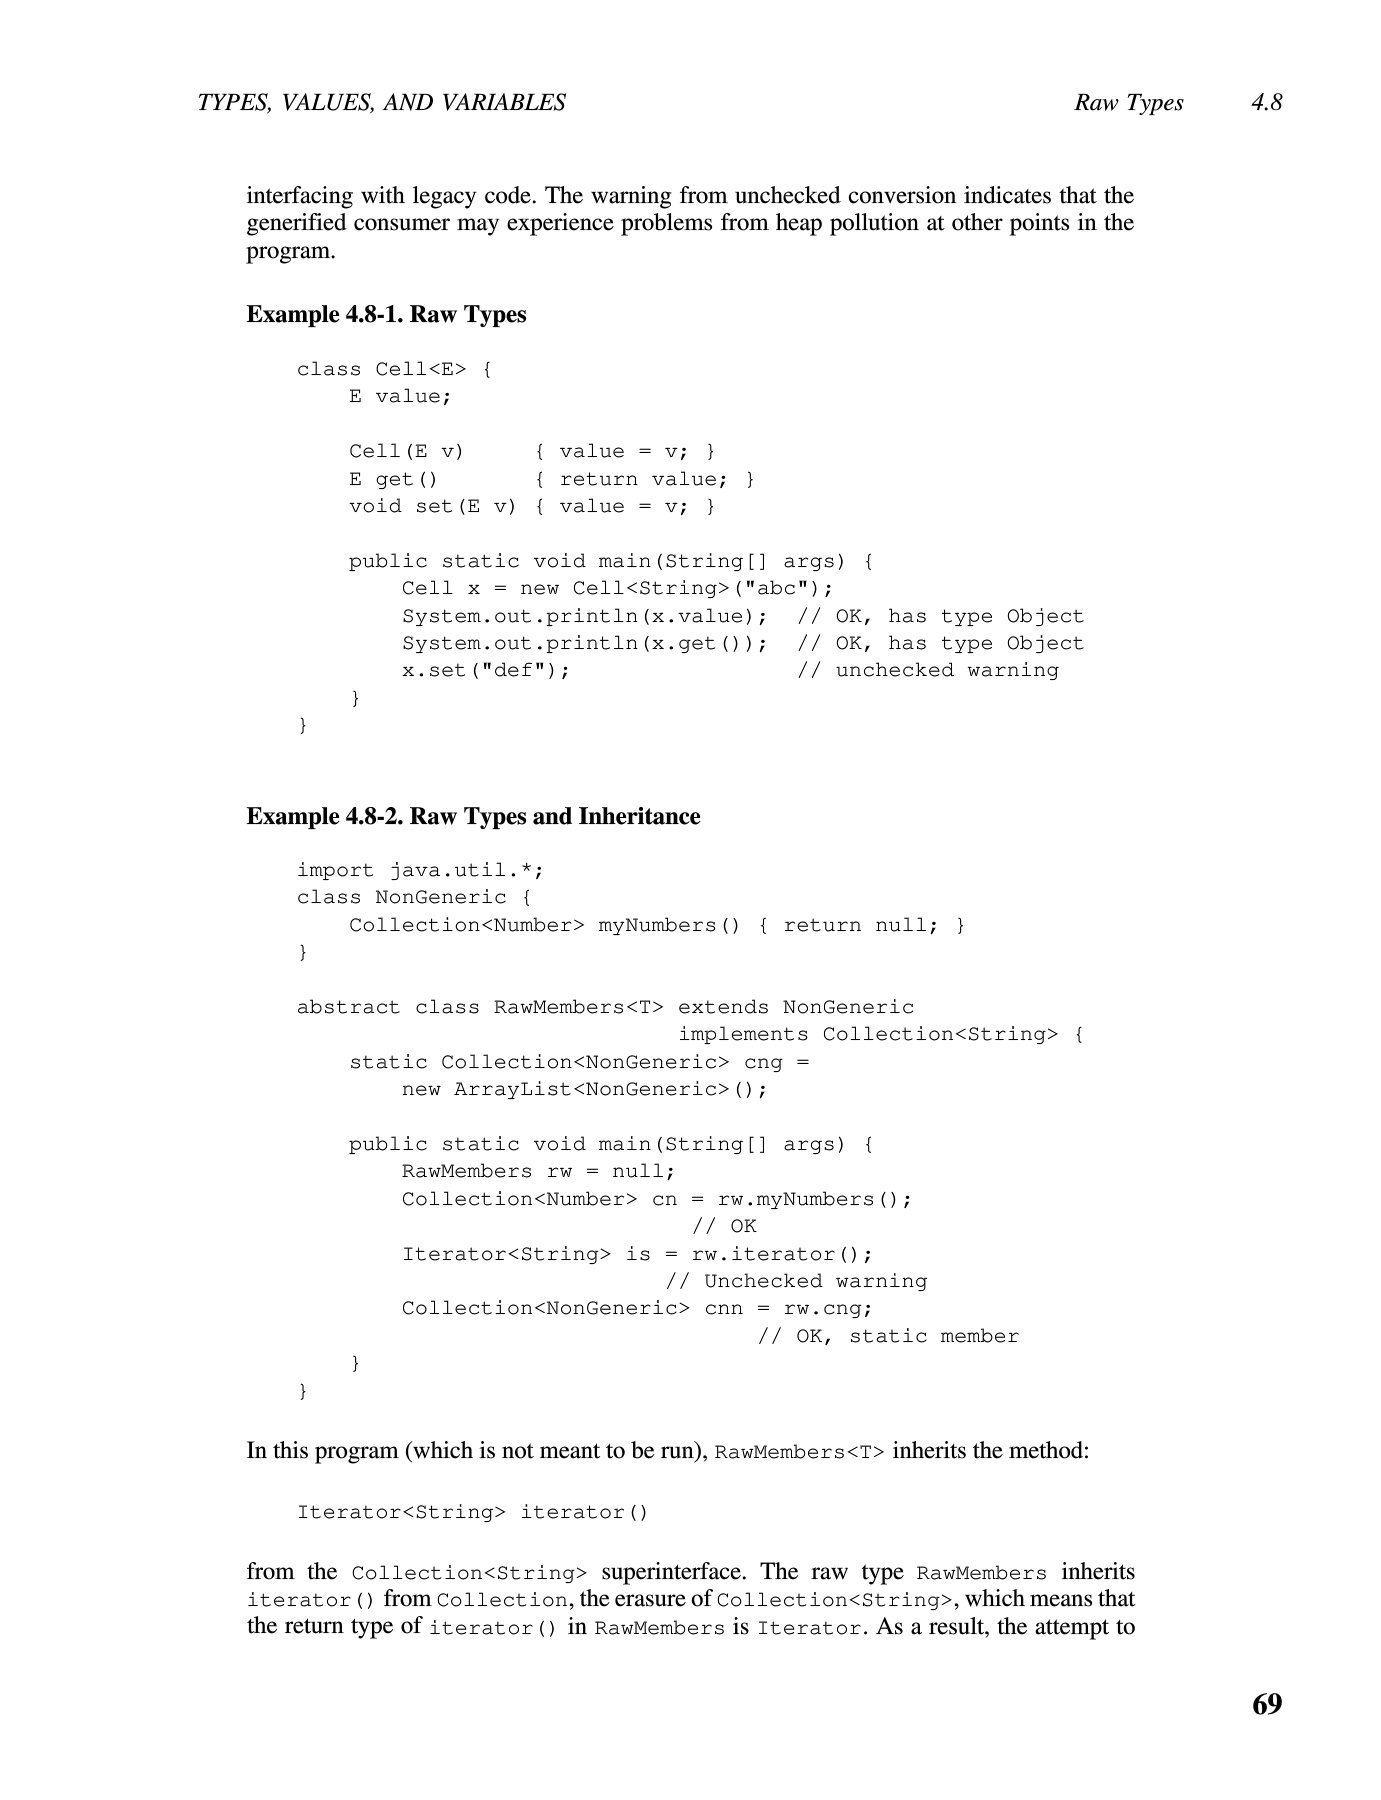 TYPES, VALUES, AND VARIABLES Raw Types 4.8
interfacing with legacy code. The warning from unchecked conversion indicates that the
generified consumer may experience problems from heap pollution at other points in the
program.
Example 4.8-1. Raw Types
class Cell<E> {
    E value;

    Cell(E v)     { value = v; }
    E get()       { return value; }
    void set(E v) { value = v; }

    public static void main(String[] args) {
        Cell x = new Cell<String>("abc");
        System.out.println(x.value);  // OK, has type Object
        System.out.println(x.get());  // OK, has type Object
        x.set("def");                 // unchecked warning
    }
}
Example 4.8-2. Raw Types and Inheritance
import java.util.*;
class NonGeneric {
    Collection<Number> myNumbers() { return null; }
}

abstract class RawMembers<T> extends NonGeneric
                             implements Collection<String> {
    static Collection<NonGeneric> cng =
        new ArrayList<NonGeneric>();

    public static void main(String[] args) {
        RawMembers rw = null;
        Collection<Number> cn = rw.myNumbers();
                              // OK
        Iterator<String> is = rw.iterator();
                            // Unchecked warning
        Collection<NonGeneric> cnn = rw.cng;
                                   // OK, static member
    }
}
In this program (which is not meant to be run), RawMembers<T> inherits the method:
Iterator<String> iterator()
from the Collection<String> superinterface. The raw type RawMembers inherits
iterator() from Collection, the erasure of Collection<String>, which means that
the return type of iterator() in RawMembers is Iterator. As a result, the attempt to
69